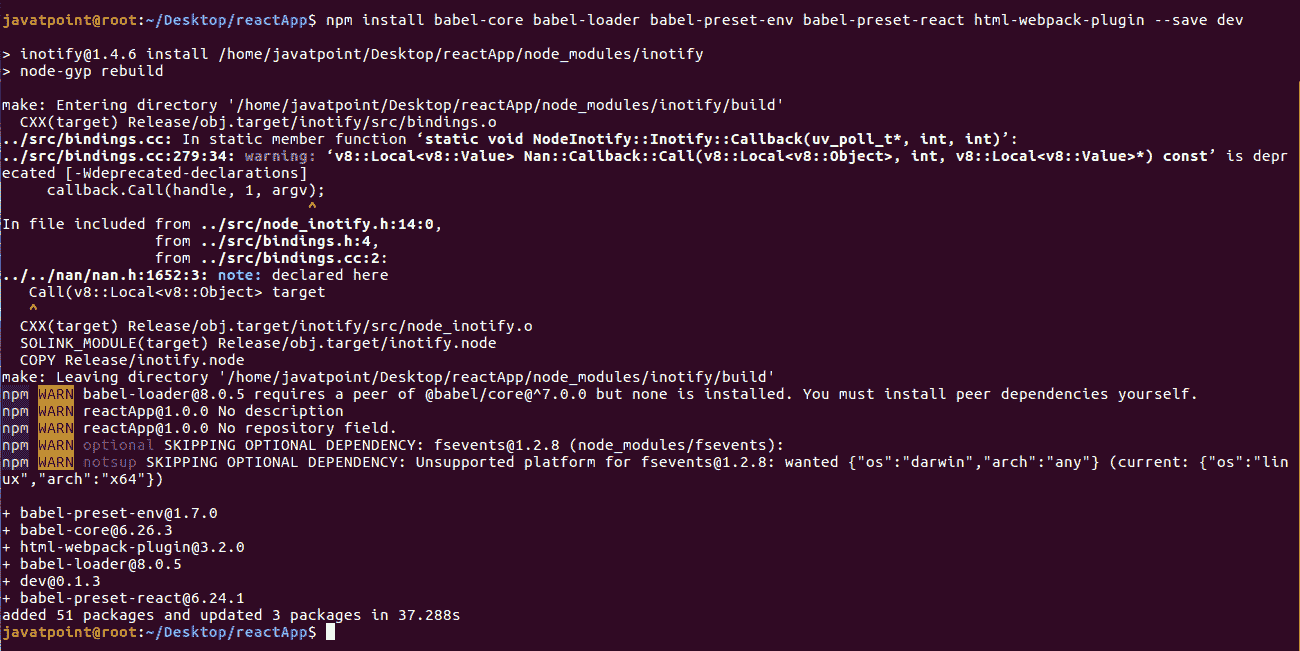 javatpoint@root:~/Desktop/reactApp$ npm install babel-core babel-loader babel-preset-env babel-preset-react html-webpack-plugin --save dev
> inotify@1.4.6 install /home/javatpoint/Desktop/reactApp/node_modules/inotify
> node-gyp rebuild
make: Entering directory '/home/javatpoint/Desktop/reactApp/node_modules/inotify/build'
  CXX(target) Release/obj.target/inotify/src/bindings.o
../src/bindings.cc: In static member function ‘static void NodeInotify::Inotify::Callback(uv_poll_t*, int, int)’:
../src/bindings.cc:279:34: warning: ‘v8::Local<v8::Value> Nan::Callback::Call(v8::Local<v8::Object>, int, v8::Local<v8::Value>*) const’ is depr
ecated [-Wdeprecated-declarations]
     callback.Call(handle, 1, argv);
                                  ^
In file included from ../src/node_inotify.h:14:0,
                 from ../src/bindings.h:4,
                 from ../src/bindings.cc:2:
../../nan/nan.h:1652:3: note: declared here
   Call(v8::Local<v8::Object> target
   ^
  CXX(target) Release/obj.target/inotify/src/node_inotify.o
  SOLINK_MODULE(target) Release/obj.target/inotify.node
  COPY Release/inotify.node
make: Leaving directory '/home/javatpoint/Desktop/reactApp/node_modules/inotify/build'
npm WARN babel-loader@8.0.5 requires a peer of @babel/core@^7.0.0 but none is installed. You must install peer dependencies yourself.
npm WARN reactApp@1.0.0 No description
npm WARN reactApp@1.0.0 No repository field.
npm WARN optional SKIPPING OPTIONAL DEPENDENCY: fsevents@1.2.8 (node_modules/fsevents):
npm WARN notsup SKIPPING OPTIONAL DEPENDENCY: Unsupported platform for fsevents@1.2.8: wanted {"os":"darwin","arch":"any"} (current: {"os":"lin
ux","arch":"x64"})
+ babel-preset-env@1.7.0
+ babel-core@6.26.3
+ html-webpack-plugin@3.2.0
+ babel-loader@8.0.5
+ dev@0.1.3
+ babel-preset-react@6.24.1
added 51 packages and updated 3 packages in 37.288s
javatpoint@root:~/Desktop/reactApp$